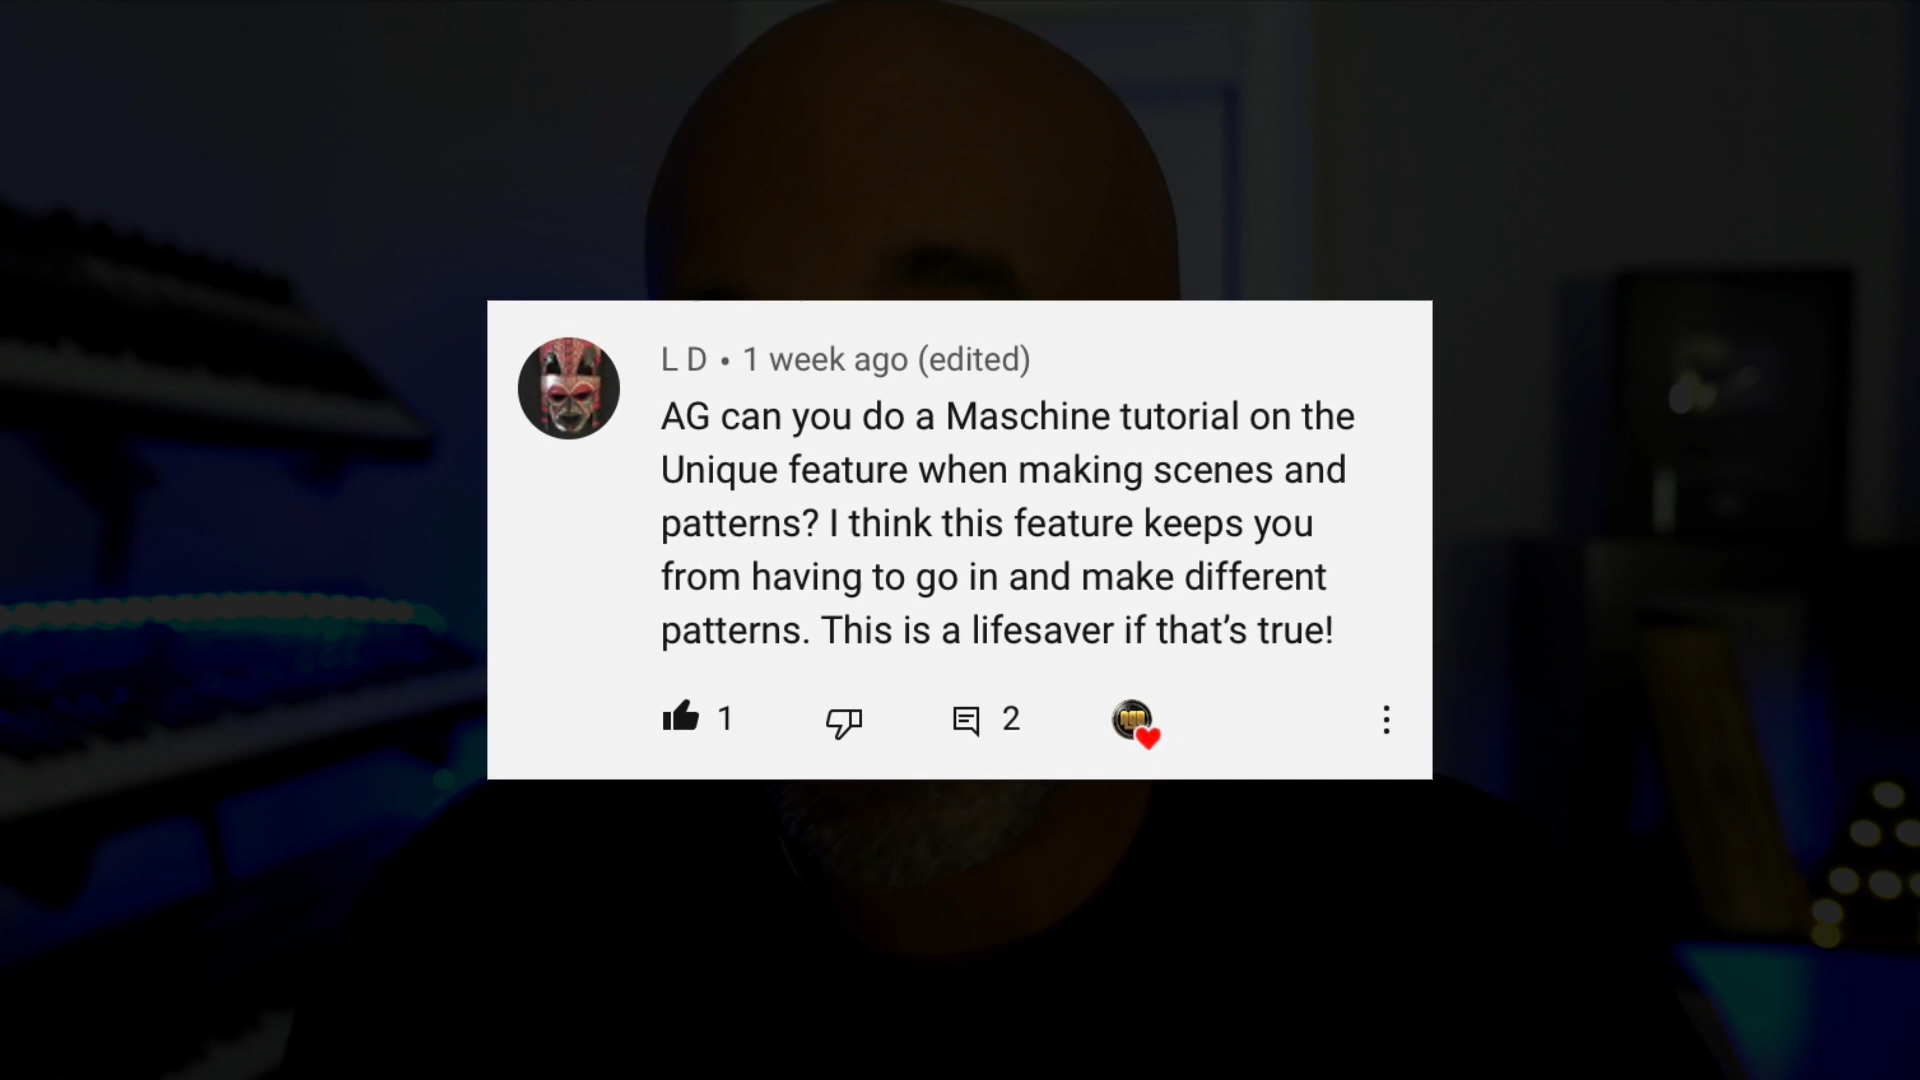 L D • 1 week ago (edited)
AG can you do a Maschine tutorial on the
Unique feature when making scenes and
patterns? I think this feature keeps you
from having to go in and make different
patterns. This is a lifesaver if that’s true!
1
2